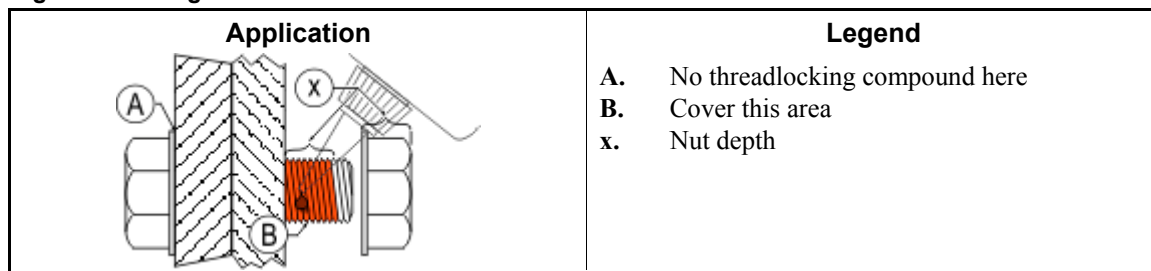 Application
Legend
A
x
B
A. No threadlocking compound here
B. Cover this area
x. Nut depth